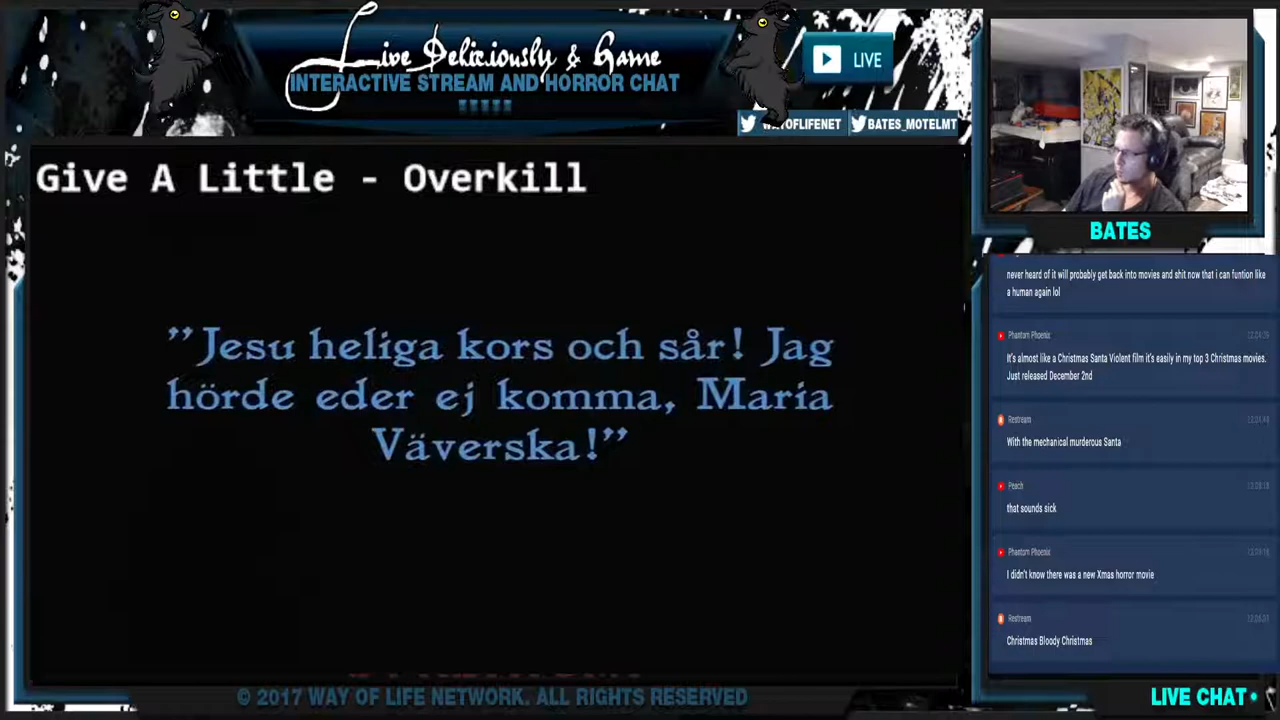 Live Deliciously & Game
INTERACTIVE STREAM AND HORROR CHAT
LIVE
WAYOFLIFENET
BATES_MOTELMT
Give A Little - Overkill
”Jesu heliga kors och sår! Jag
hörde eder ej komma, Maria
Väverska!”
BATES
never heard of it will probably get back into movies and shit now that i can funtion like
a human again lol
Phantom Phoenix
It's almost like a Christmas Santa Violent film it's easily in my top 3 Christmas movies.
Just released December 2nd
Restream
With the mechanical murderous Santa
Peach
that sounds sick
Phantom Phoenix
I didn't know there was a new Xmas horror movie
Restream
Christmas Bloody Christmas
© 2017 WAY OF LIFE NETWORK. ALL RIGHTS RESERVED
LIVE CHAT